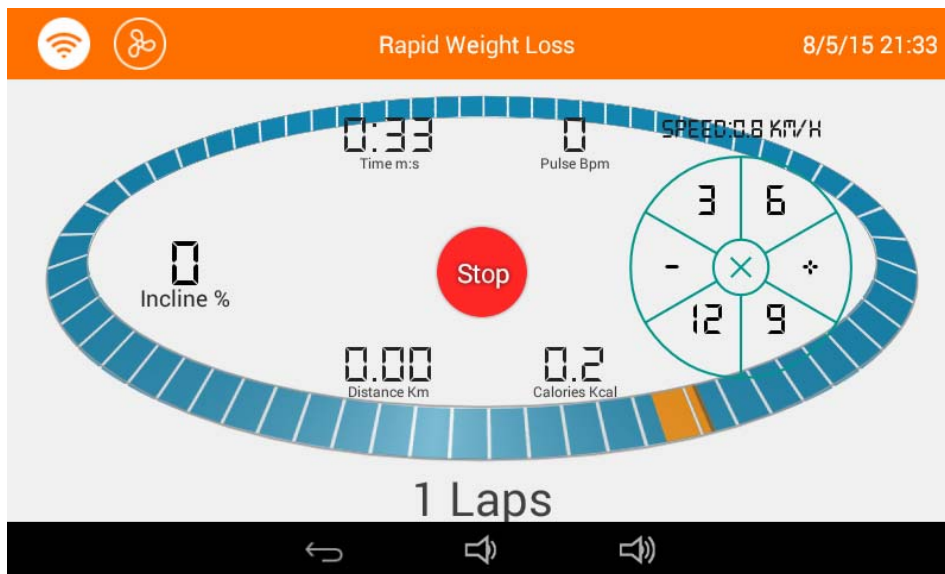 Rapid Weight Loss
8/5/15 21:33
0:33
Time m:s
0
Pulse Bpm
SPEED:0.8 KM/H
3
6
-
+
12
9
0
Incline %
Stop
0.00
Distance Km
0.2
Calories Kcal
1 Laps